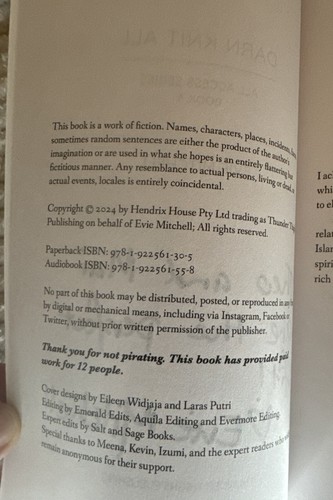 This book is a work of fiction. Names, characters, places, incidents,
sometimes random sentences are either the product of the author's
imagination or are used in what she hopes is an entirely flattering but
fictitious manner. Any resemblance to actual persons, living or dead,
actual events, locales is entirely coincidental.
Copyright © 2024 by Hendrix House Pty Ltd trading as Thunder
Publishing on behalf of Evie Mitchell; All rights reserved.
Paperback ISBN: 978-1-922561-30-5
Audiobook ISBN: 978-1-922561-55-8
No part of this book may be distributed, posted, or reproduced in
by digital or mechanical means, including via Instagram, Facebook or
Twitter, without prior written permission of the publisher.
Thank you for not pirating. This book has provided paid
work for 12 people.
Cover designs by Eileen Widjaja and Laras Putri
Editing by Emerald Edits, Aquila Editing and Evermore Editing.
Expert edits by Salt and Sage Books.
Special thanks to Meena, Kevin, Izumi, and the expert readers who
remain anonymous for their support.
I ac
whi
to el
relat
Islan
spiri
rich